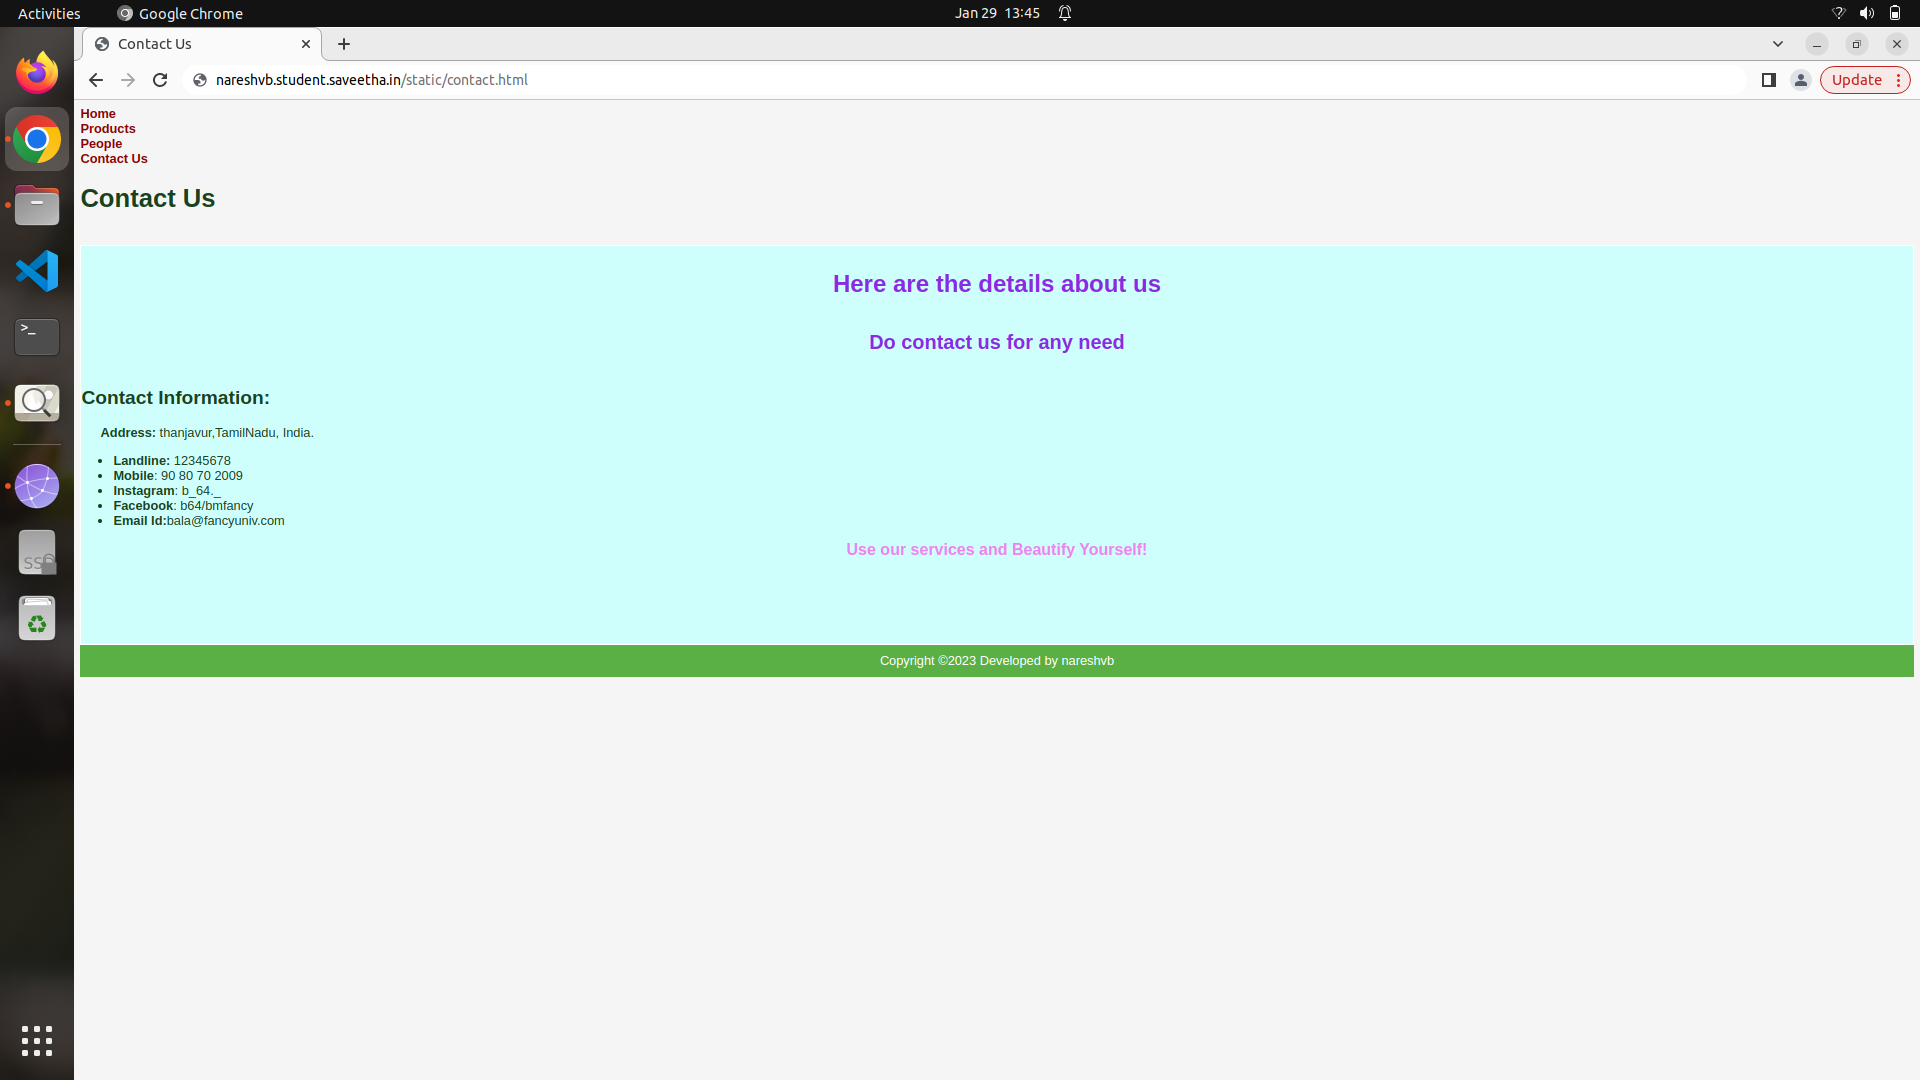 Activities
Google Chrome
Jan 29 13:45
Contact Us
nareshvb.student.saveetha.in/static/contact.html
Update
Home
Products
People
Contact Us
Contact Us
Here are the details about us
Do contact us for any need
Contact Information:
Address: thanjavur,TamilNadu, India.
• Landline: 12345678
• Mobile: 90 80 70 2009
• Instagram: b_64._
• Facebook: b64/bmfancy
• Email Id:bala@fancyuniv.com
Use our services and Beautify Yourself!
Copyright ©2023 Developed by nareshvb
>_
SS